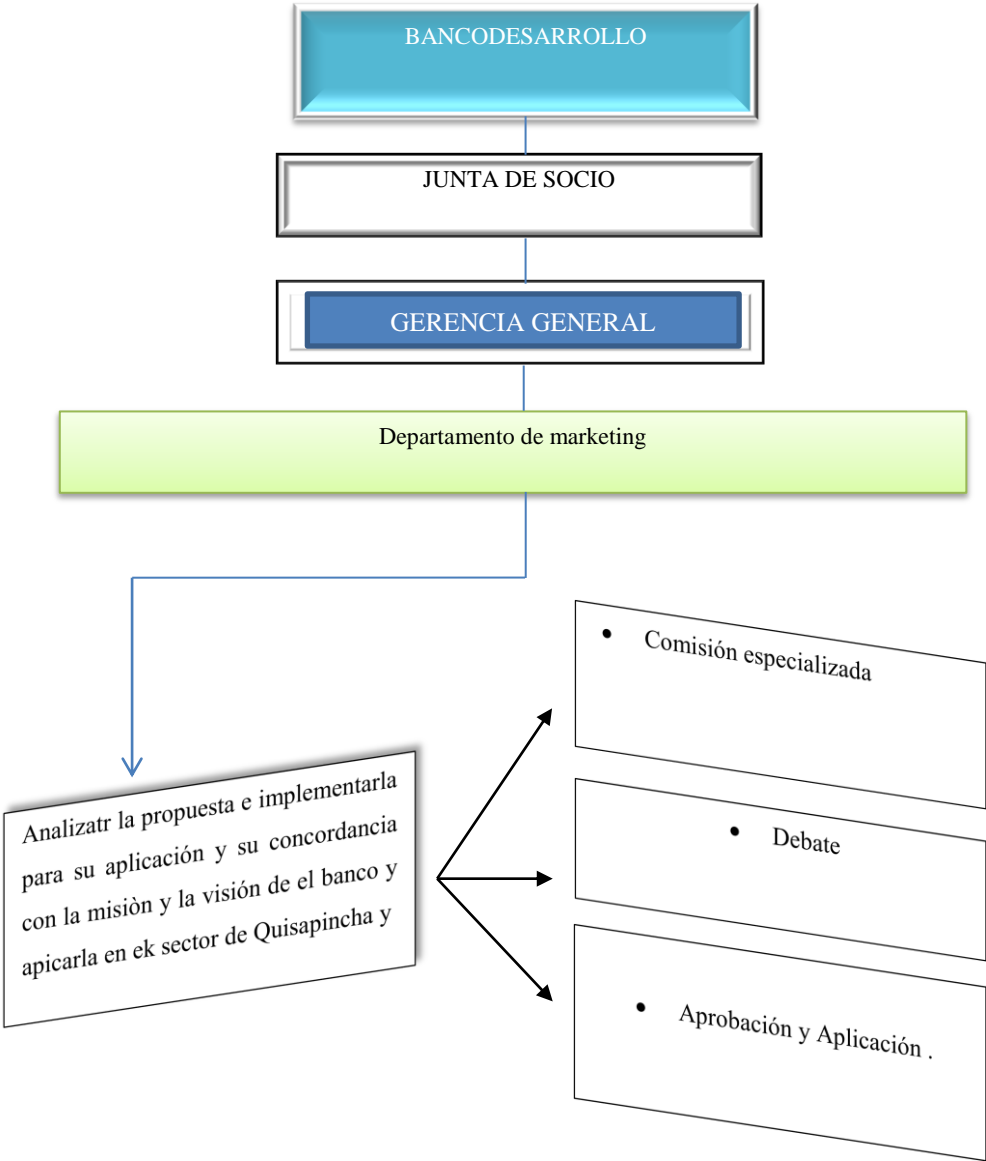 BANCODESARROLLO
JUNTA DE SOCIO
GERENCIA GENERAL
Departamento de marketing
Analizatr la propuesta e implementarla
para su aplicación y su concordancia
con la misiòn y la visión de el banco y
apicarla en ek sector de Quisapincha y
• Comisión especializada
• Debate
• Aprobación y Aplicación .